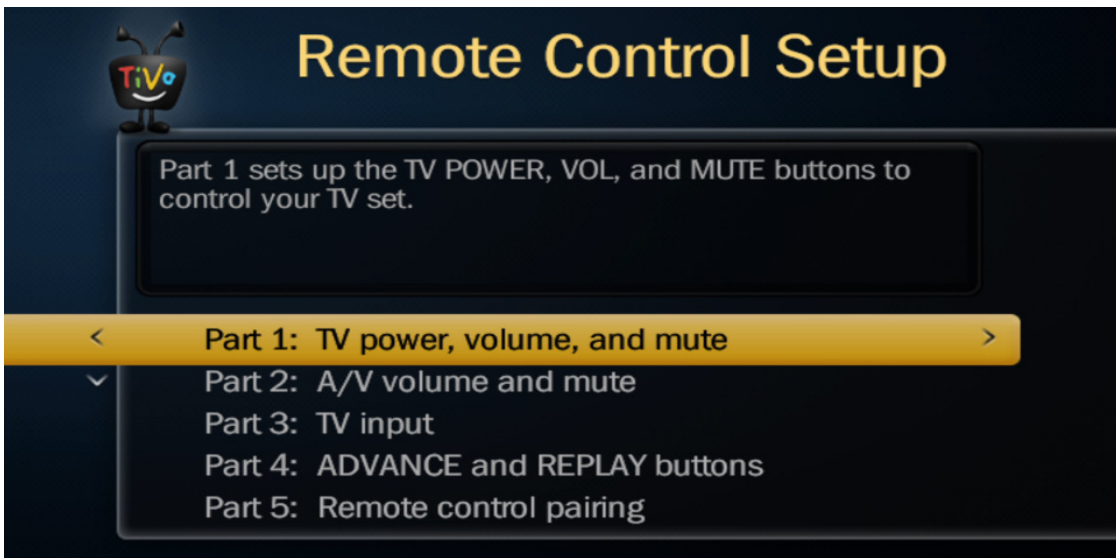 TiVo
Remote Control Setup
Part 1 sets up the TV POWER, VOL, and MUTE buttons to
control your TV set.
Part 1: TV power, volume, and mute
Part 2: A/V volume and mute
Part 3: TV input
Part 4: ADVANCE and REPLAY buttons
Part 5: Remote control pairing